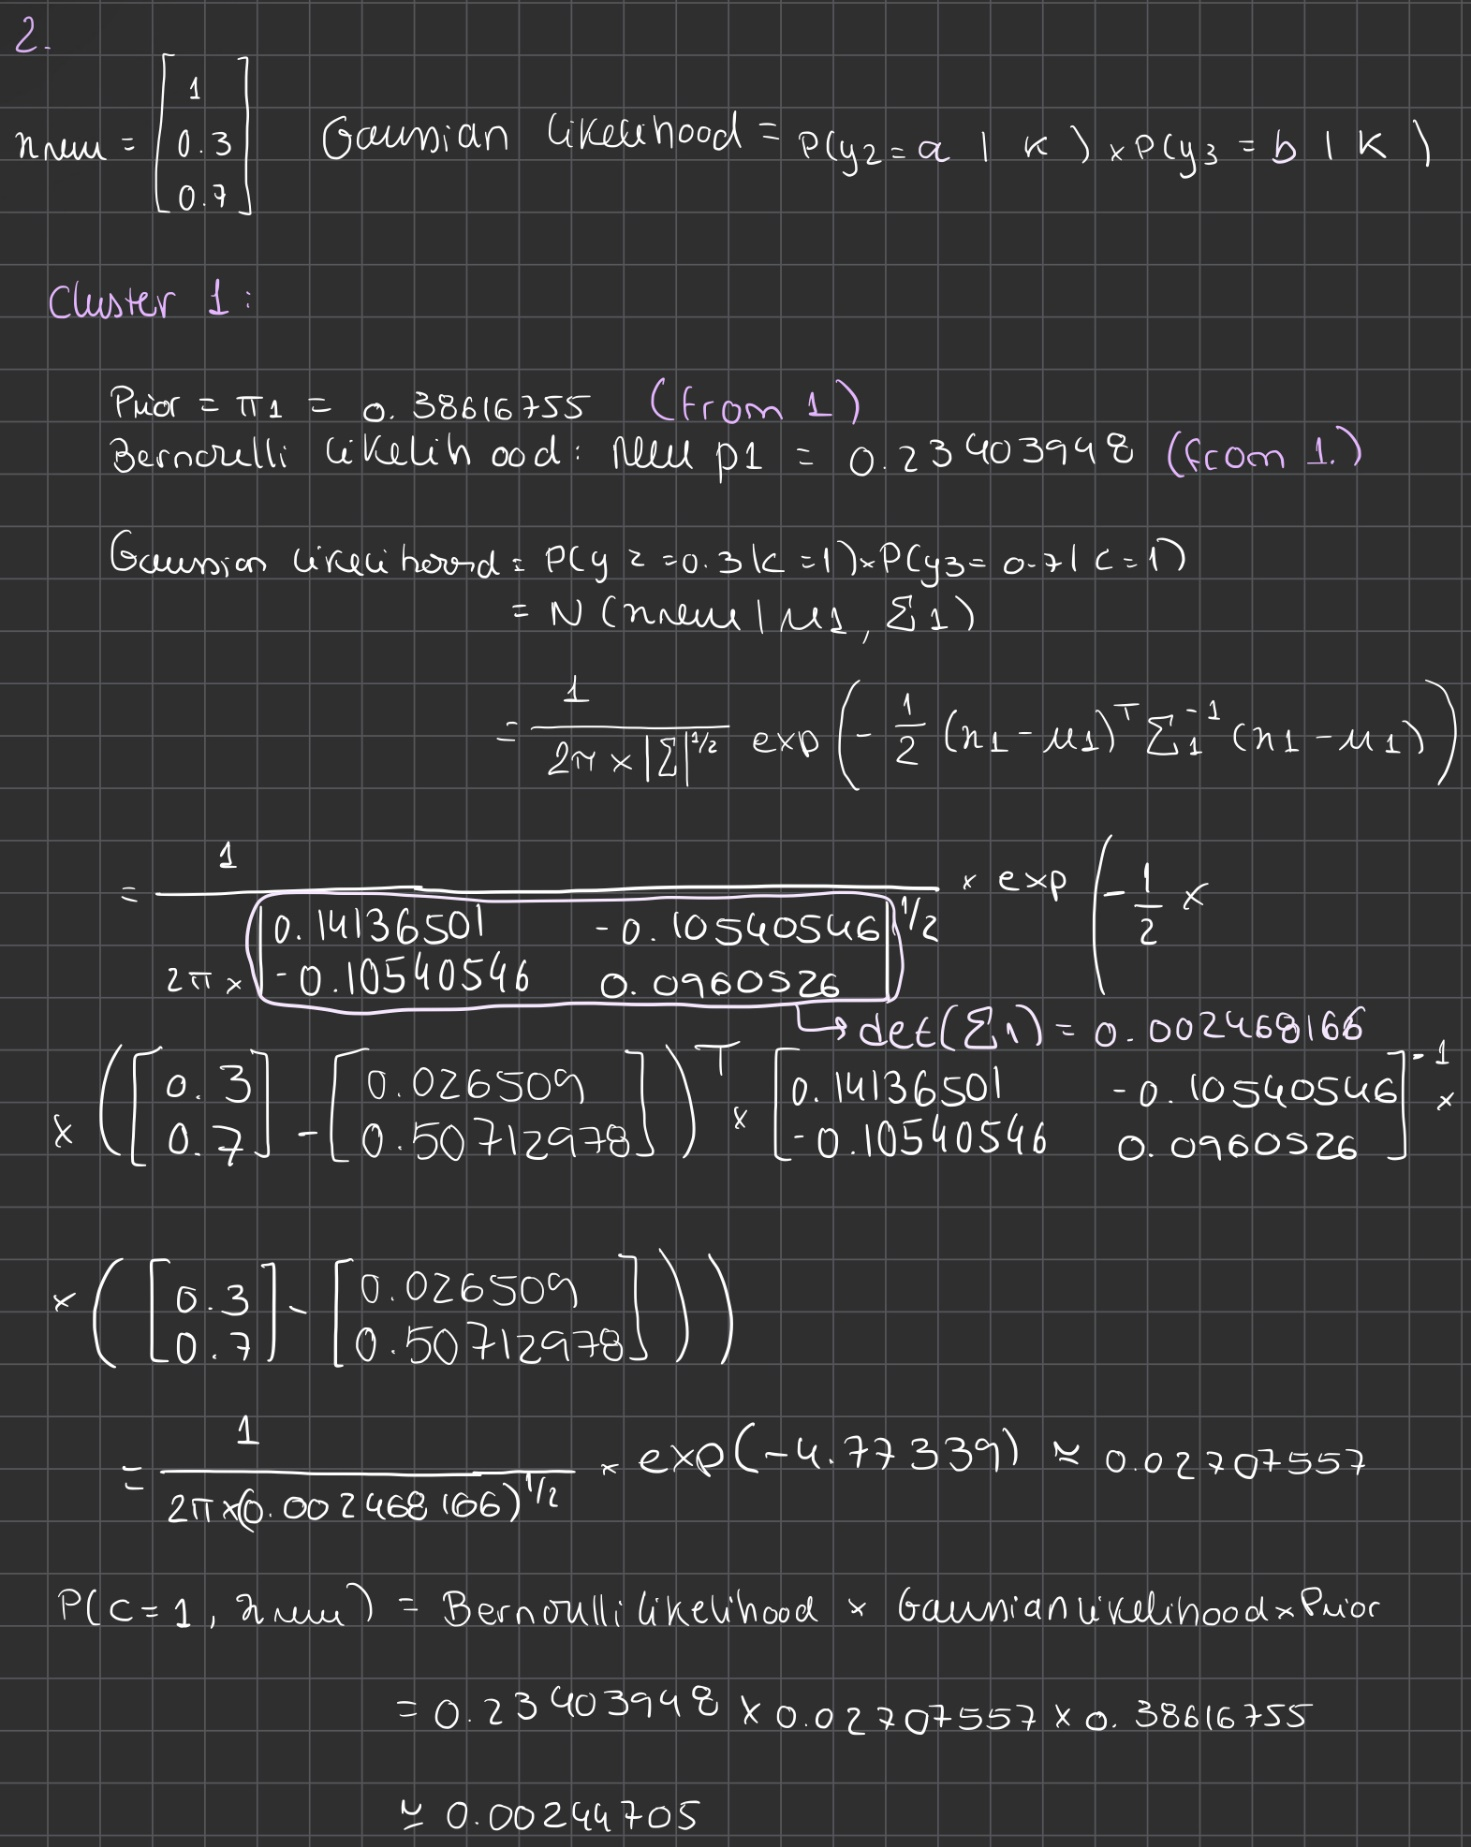 2.
xnew = [1 0.3 0.7] Gaussian likelihood = P(y2 = a | K) × P(y3 = b | K)
Cluster 1:
Prior = π1 = 0.38616755 (from 1)
Bernoulli likelihood: new p1 = 0.23403948 (from 1.)
Gaussian likelihood = P(y2 = 0.3 | C = 1) × P(y3 = 0.7 | C = 1)
= N(xnew | μ1, Σ1)
= 1 / (2π × |Σ|^1/2) exp(-1/2 (x1 - μ1)^T Σ1^-1 (x1 - μ1))
= 1 / (2π × |0.14136501 -0.10540546
-0.10540546 0.0960526|^1/2) × exp(-1/2 ×
↳ det(Σ1) = 0.002468166
× ([0.3 0.7] - [0.026509 0.50712978])^T × [0.14136501 -0.10540546
-0.10540546 0.0960526]^-1 ×
× ([0.3 0.7] - [0.026509 0.50712978]))
= 1 / (2π × (0.002468166)^1/2) × exp(-4.77339) ≈ 0.02707557
P(C = 1, xnew) = Bernoulli likelihood × Gaussian likelihood × Prior
= 0.23403948 × 0.02707557 × 0.38616755
≃ 0.00244705